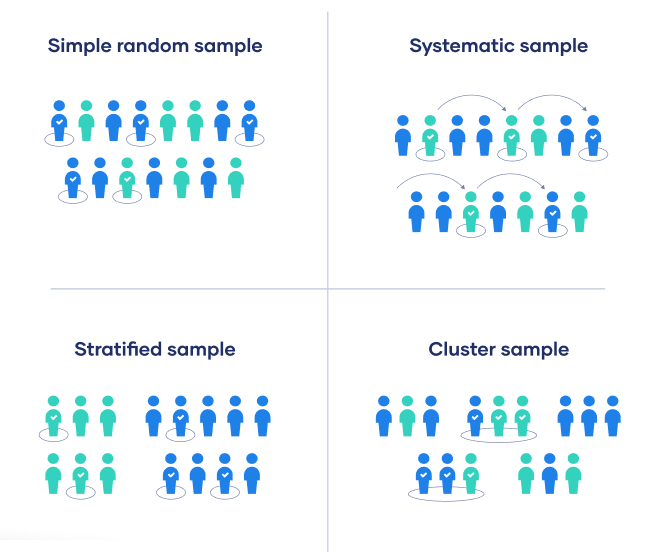 Simple random sample
Systematic sample
Stratified sample
Cluster sample